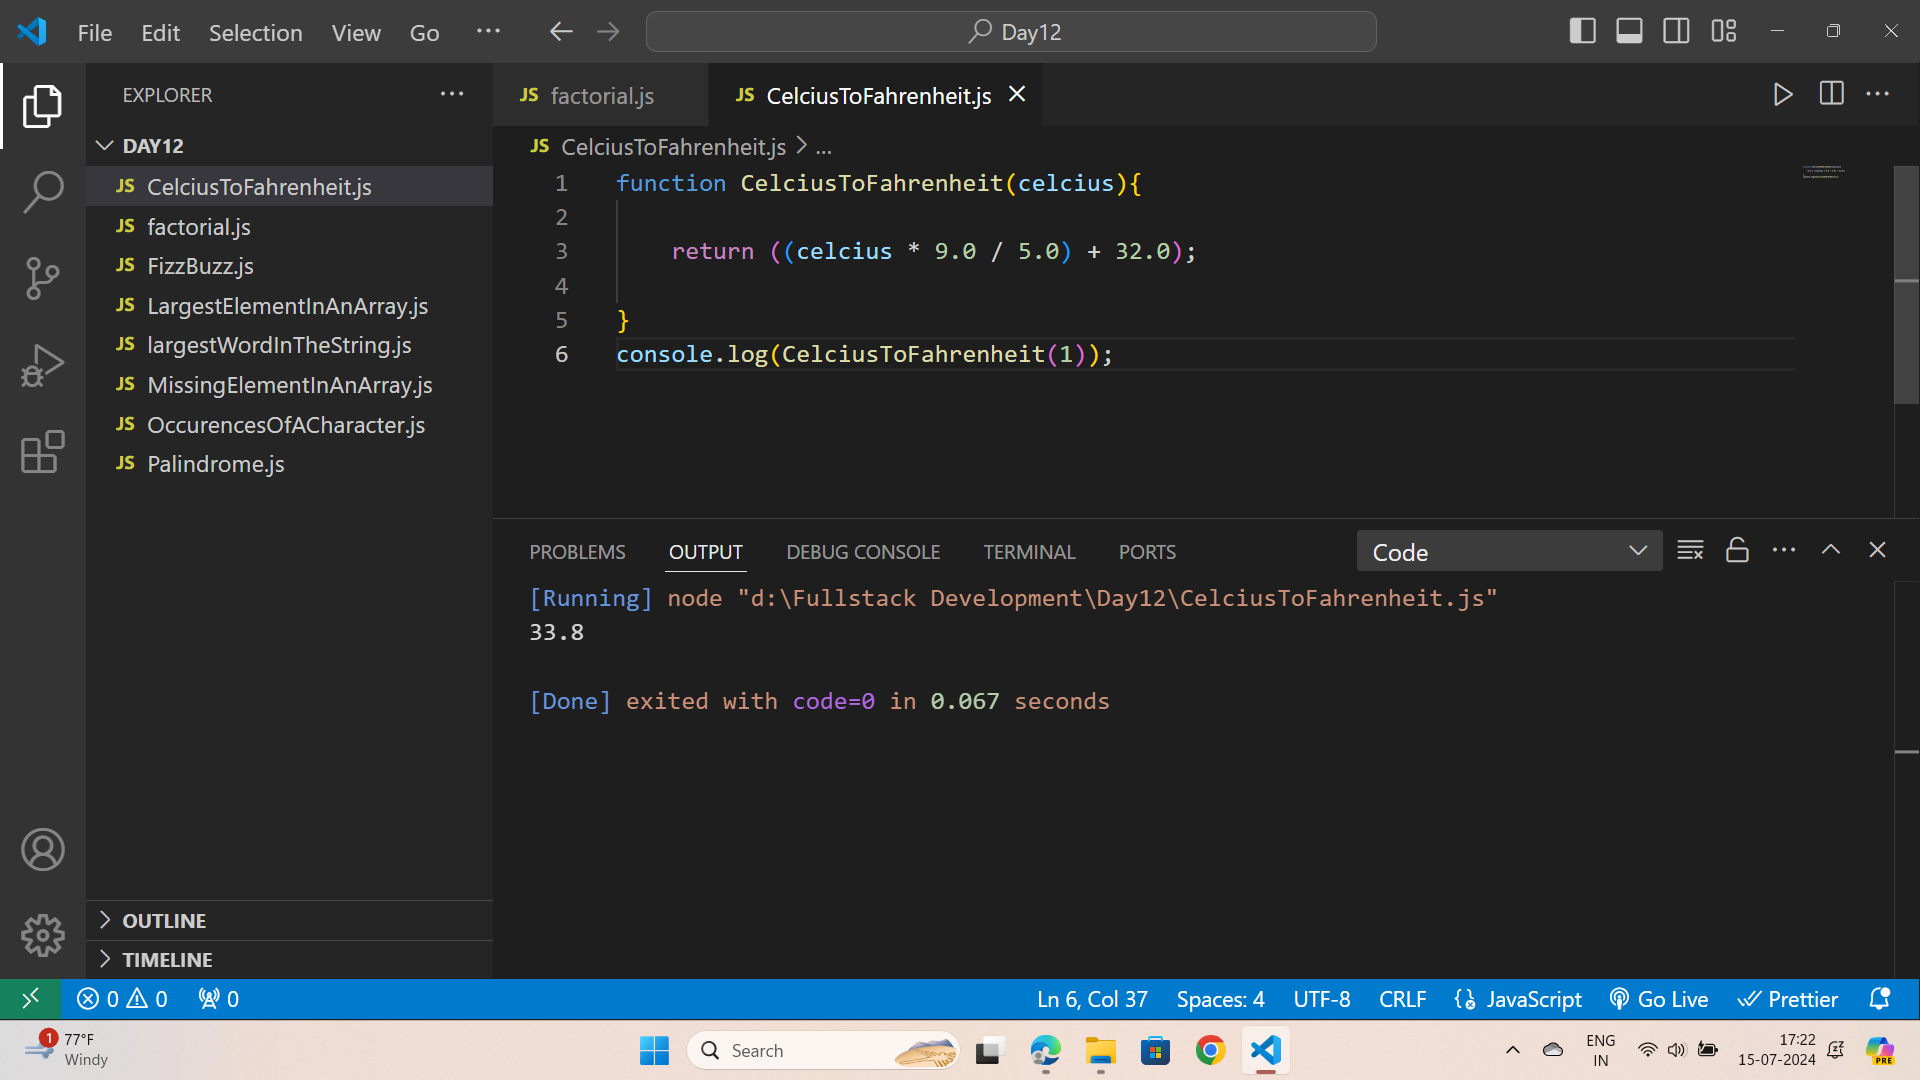 File Edit Selection View Go ... Day12
EXPLORER ...
DAY12
JS CelciusToFahrenheit.js
JS factorial.js
JS FizzBuzz.js
JS LargestElementInAnArray.js
JS largestWordInTheString.js
JS MissingElementInAnArray.js
JS OccurencesOfACharacter.js
JS Palindrome.js
OUTLINE
TIMELINE
JS factorial.js JS CelciusToFahrenheit.js
JS CelciusToFahrenheit.js > ...
1 function CelciusToFahrenheit(celcius){
2
3 return ((celcius * 9.0 / 5.0) + 32.0);
4
5 }
6 console.log(CelciusToFahrenheit(1));
PROBLEMS OUTPUT DEBUG CONSOLE TERMINAL PORTS Code
[Running] node "d:\Fullstack Development\Day12\CelciusToFahrenheit.js"
33.8
[Done] exited with code=0 in 0.067 seconds
0 0 0 Ln 6, Col 37 Spaces: 4 UTF-8 CRLF JavaScript Go Live Prettier
1 77°F
Windy
Search
ENG
IN
17:22
15-07-2024
PRE